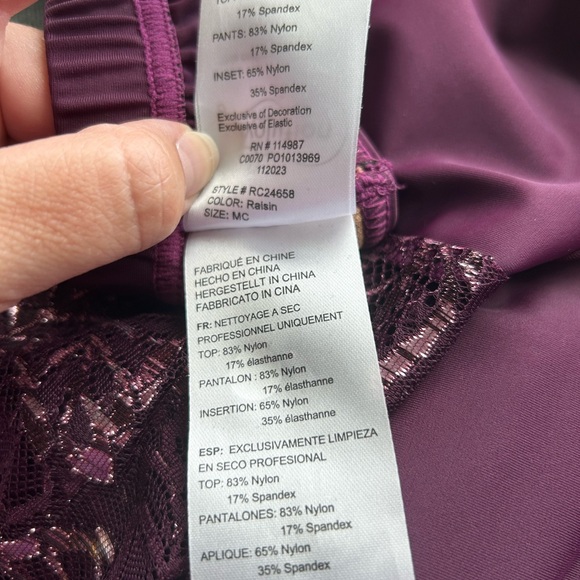 17% Spandex
PANTS: 83% Nylon
17% Spandex
INSET: 65% Nylon
35% Spandex
Exclusive of Decoration
Exclusive of Elastic
RN # 114987
C0070 PO1013969
112023
STYLE # RC24658
COLOR: Raisin
SIZE: MC
FABRIQUÉ EN CHINE
HECHO EN CHINA
HERGESTELLT IN CHINA
FABBRICATO IN CINA
FR: NETTOYAGE A SEC
PROFESSIONNEL UNIQUEMENT
TOP: 83% Nylon
17% élasthanne
PANTALON : 83% Nylon
17% élasthanne
INSERTION: 65% Nylon
35% élasthanne
ESP: EXCLUSIVAMENTE LIMPIEZA
EN SECO PROFESIONAL
TOP: 83% Nylon
17% Spandex
PANTALONES: 83% Nylon
17% Spandex
APLIQUE: 65% Nylon
35% Spandex